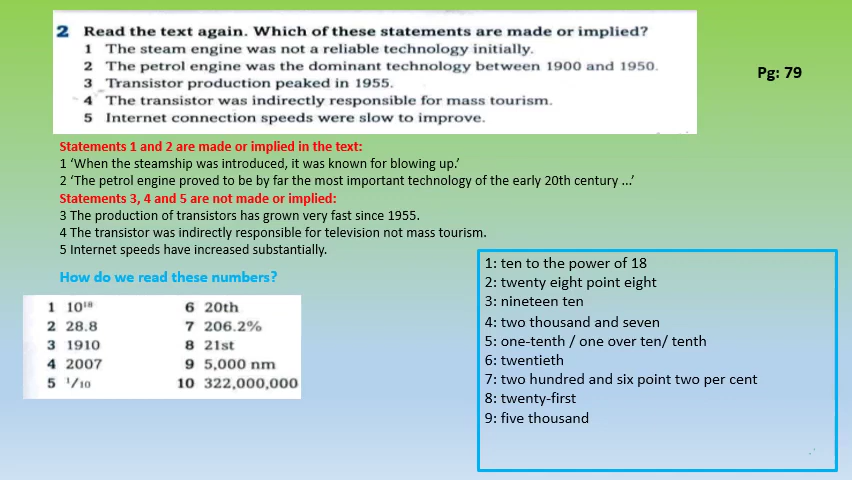 2 Read the text again. Which of these statements are made or implied?
1 The steam engine was not a reliable technology initially.
2 The petrol engine was the dominant technology between 1900 and 1950.
3 Transistor production peaked in 1955.
4 The transistor was indirectly responsible for mass tourism.
5 Internet connection speeds were slow to improve.
Pg: 79
Statements 1 and 2 are made or implied in the text:
1 ‘When the steamship was introduced, it was known for blowing up.’
2 ‘The petrol engine proved to be by far the most important technology of the early 20th century ...’
Statements 3, 4 and 5 are not made or implied:
3 The production of transistors has grown very fast since 1955.
4 The transistor was indirectly responsible for television not mass tourism.
5 Internet speeds have increased substantially.
How do we read these numbers?
1 10¹⁸
2 28.8
3 1910
4 2007
5 ¹/₁₀
6 20th
7 206.2%
8 21st
9 5,000 nm
10 322,000,000
1: ten to the power of 18
2: twenty eight point eight
3: nineteen ten
4: two thousand and seven
5: one-tenth / one over ten/ tenth
6: twentieth
7: two hundred and six point two per cent
8: twenty-first
9: five thousand